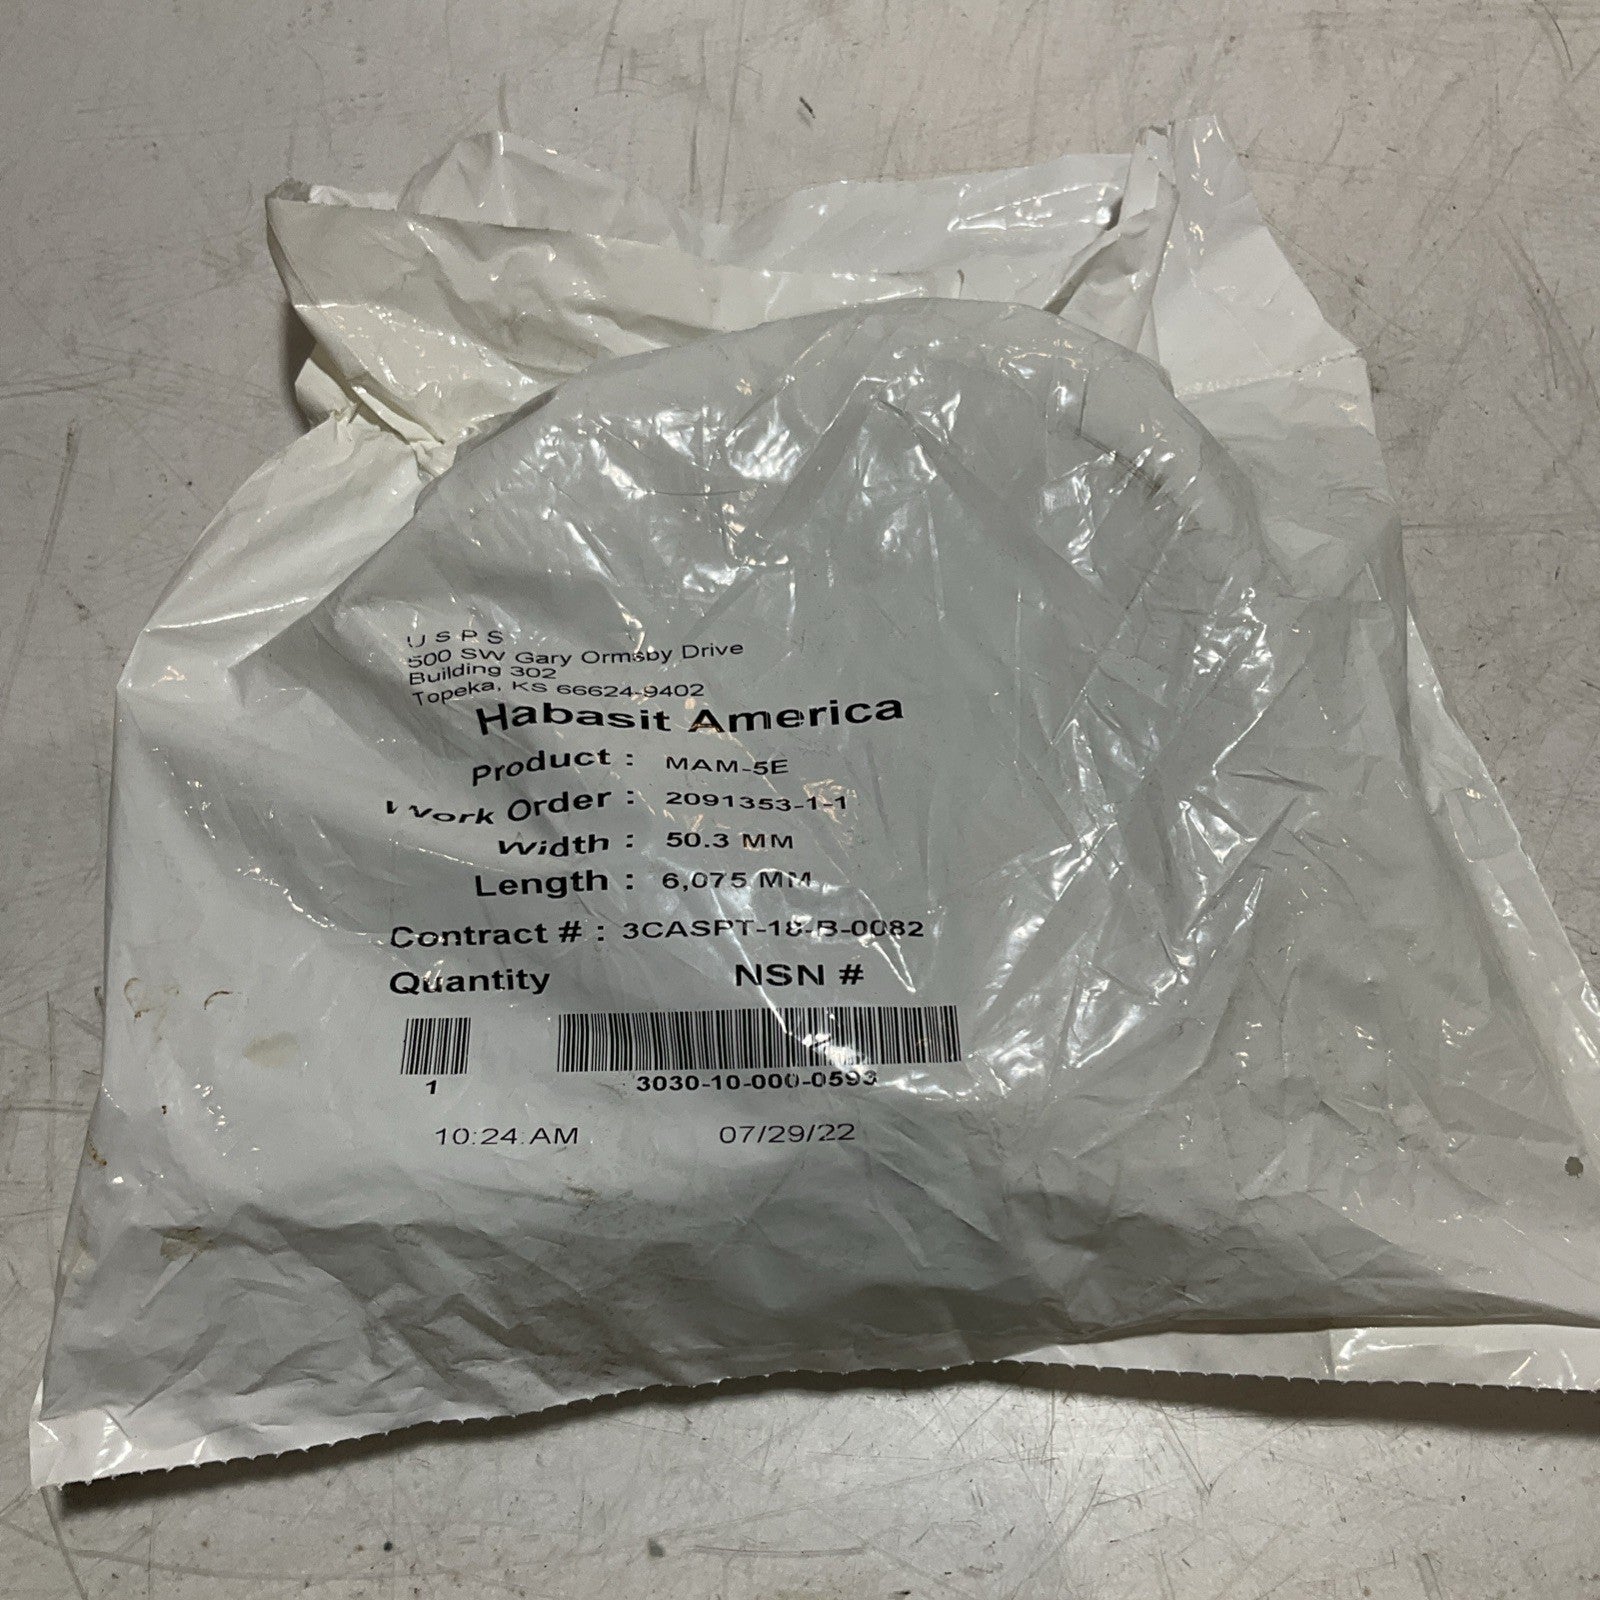 USPS
500 SW Gary Ormsby Drive
Building 302
Topeka, KS 66624-9402
Habasit America
Product : MAM-5E
Work Order : 2091353-1-1
Width : 50.3 MM
Length : 6,075 MM
Contract # : 3CASPT-18-B-0082
Quantity NSN #
1 3030-10-000-0593
10:24 AM 07/29/22